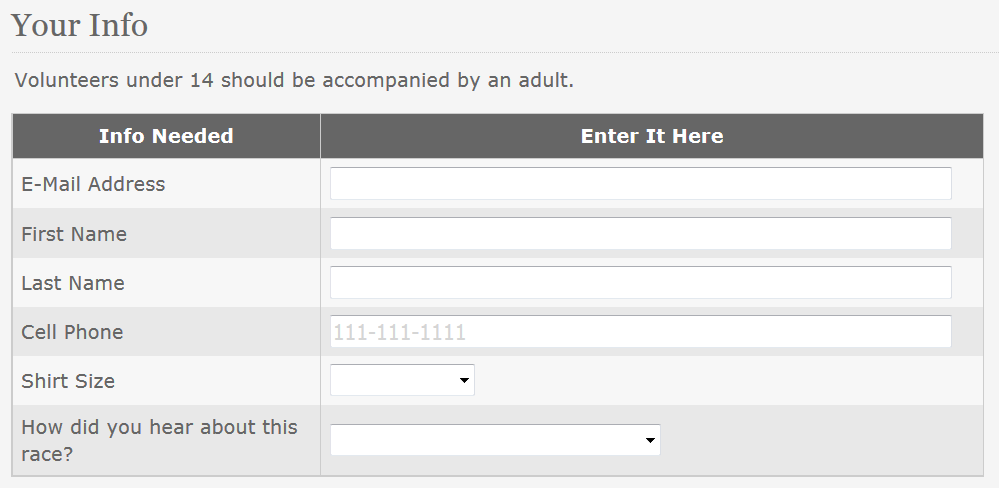 Your Info
Volunteers under 14 should be accompanied by an adult.
Info Needed
Enter It Here
E-Mail Address
First Name
Last Name
Cell Phone
111-111-1111
Shirt Size
How did you hear about this
race?